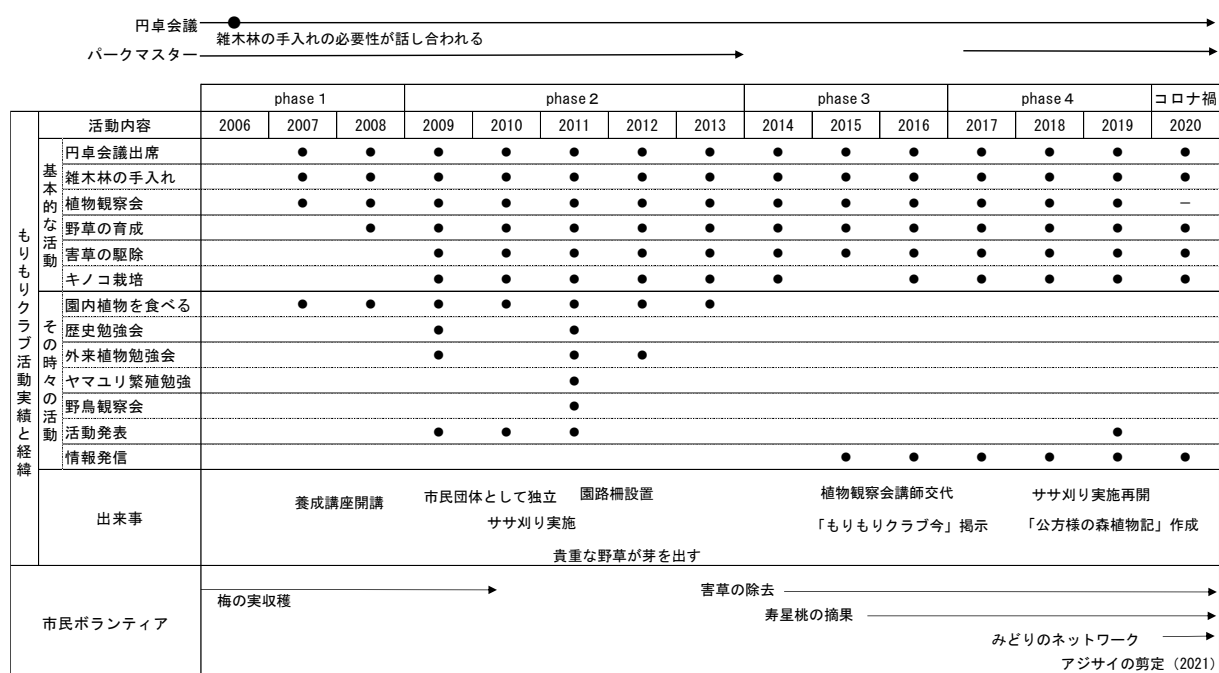 円卓会議
雑木林の手入れの必要性が話し合われる
パークマスター
phase 1 phase 2 phase 3 phase 4 コロナ禍
活動内容 2006 2007 2008 2009 2010 2011 2012 2013 2014 2015 2016 2017 2018 2019 2020
もりもりクラブ活動実績と経緯
基本的な活動
円卓会議出席 ● ● ● ● ● ● ● ● ● ● ● ● ● ●
雑木林の手入れ ● ● ● ● ● ● ● ● ● ● ● ● ● ●
植物観察会 ● ● ● ● ● ● ● ● ● ● ● ● ● −
野草の育成 ● ● ● ● ● ● ● ● ● ● ● ● ●
害草の駆除 ● ● ● ● ● ● ● ● ● ● ● ●
キノコ栽培 ● ● ● ● ● ● ● ● ● ● ●
その時々の活動
園内植物を食べる ● ● ● ● ● ● ●
歴史勉強会 ● ●
外来植物勉強会 ● ● ●
ヤマユリ繁殖勉強 ●
野鳥観察会 ●
活動発表 ● ● ● ●
情報発信 ● ● ● ● ● ●
出来事
養成講座開講 市民団体として独立 園路柵設置 植物観察会講師交代 ササ刈り実施再開
ササ刈り実施 「もりもりクラブ今」掲示 「公方様の森植物記」作成
貴重な野草が芽を出す
市民ボランティア
梅の実収穫 害草の除去
寿星桃の摘果
みどりのネットワーク
アジサイの剪定（2021）